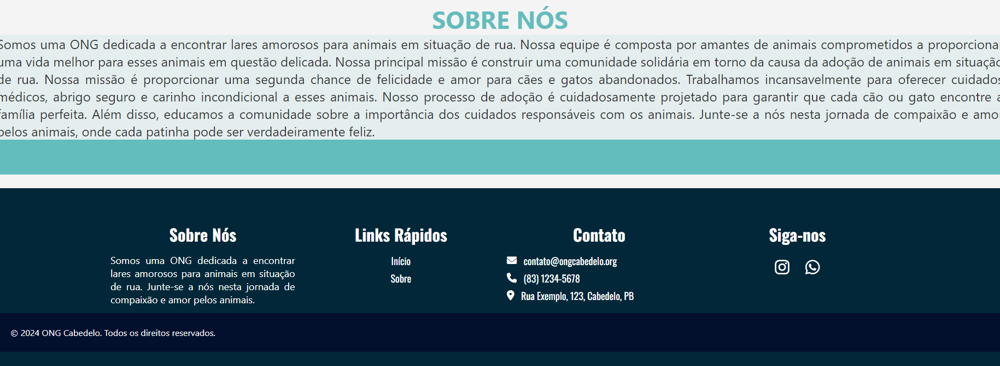 SOBRE NÓS
Somos uma ONG dedicada a encontrar lares amorosos para animais em situação de rua. Nossa equipe é composta por amantes de animais comprometidos a proporcionar
uma vida melhor para esses animais em questão delicada. Nossa principal missão é construir uma comunidade solidária em torno da causa da adoção de animais em situação
de rua. Nossa missão é proporcionar uma segunda chance de felicidade e amor para cães e gatos abandonados. Trabalhamos incansavelmente para oferecer cuidados
médicos, abrigo seguro e carinho incondicional a esses animais. Nosso processo de adoção é cuidadosamente projetado para garantir que cada cão ou gato encontre a
família perfeita. Além disso, educamos a comunidade sobre a importância dos cuidados responsáveis com os animais. Junte-se a nós nesta jornada de compaixão e amor
pelos animais, onde cada patinha pode ser verdadeiramente feliz.
Sobre Nós
Somos uma ONG dedicada a encontrar
lares amorosos para animais em situação
de rua. Junte-se a nós nesta jornada de
compaixão e amor pelos animais.
Links Rápidos
Início
Sobre
Contato
contato@ongcabedelo.org
(83) 1234-5678
Rua Exemplo, 123, Cabedelo, PB
Siga-nos
© 2024 ONG Cabedelo. Todos os direitos reservados.